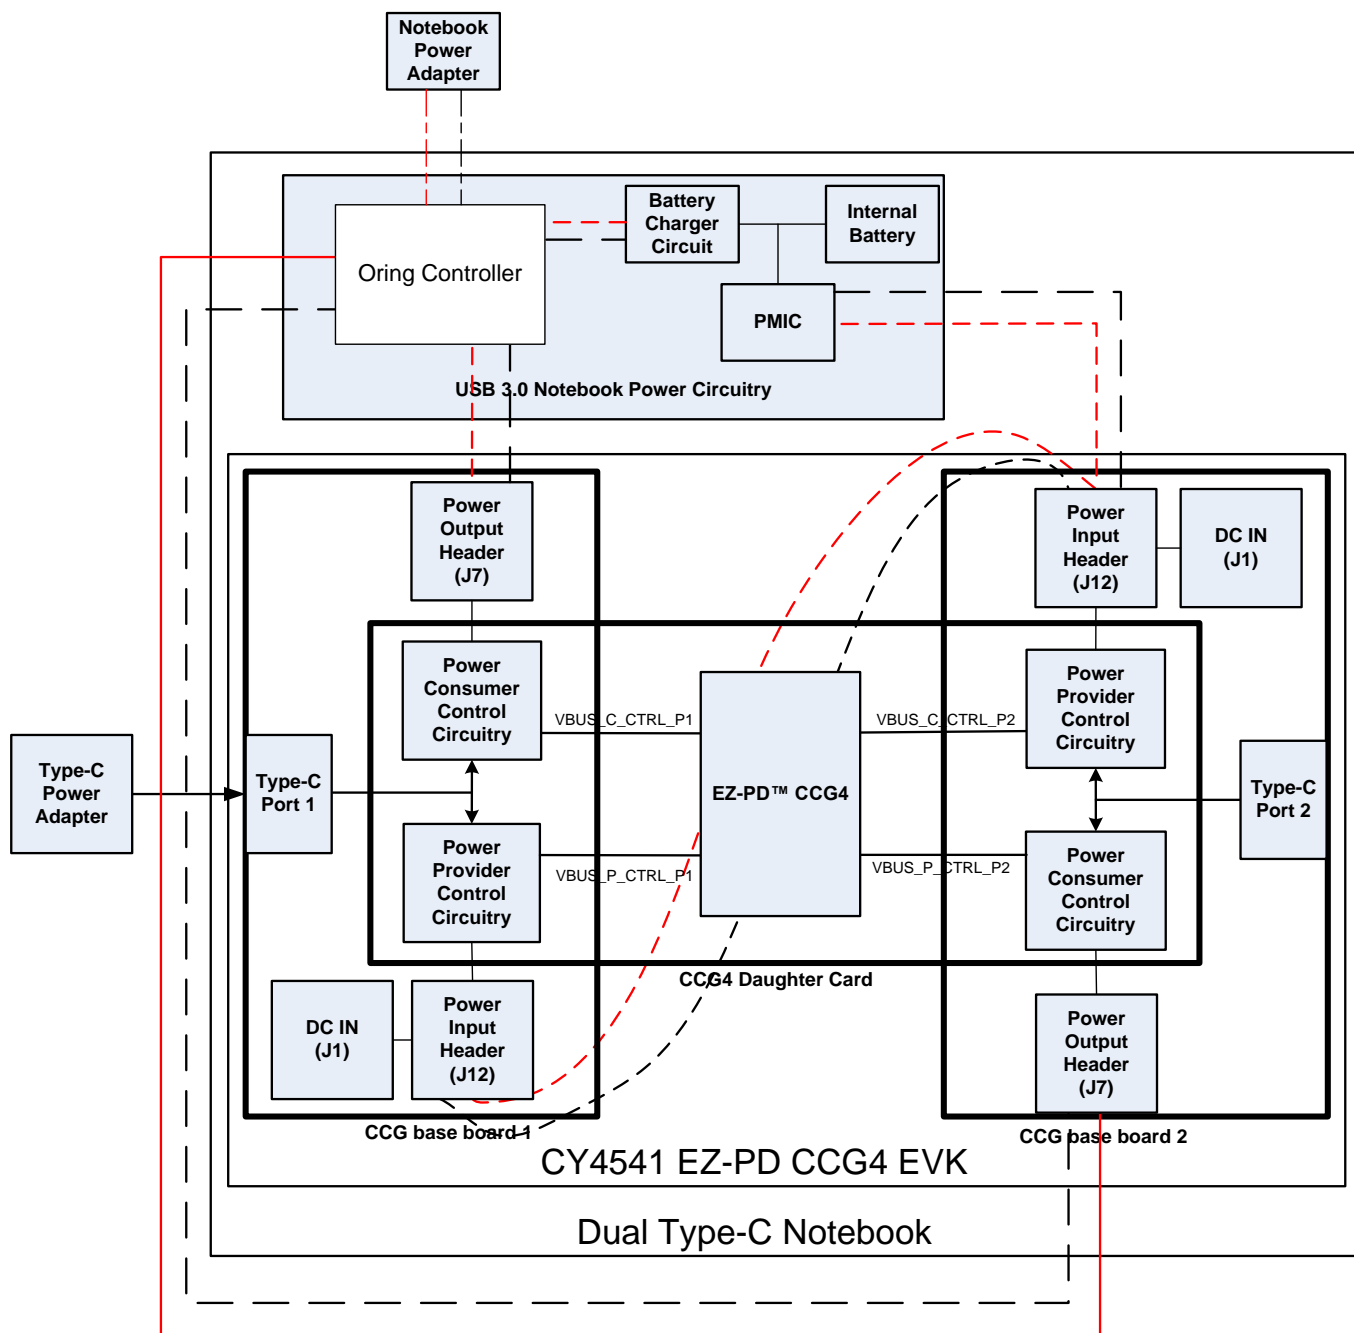 Notebook
Power
Adapter
Battery
Charger
Circuit
Internal
Battery
Oring Controller
PMIC
USB 3.0 Notebook Power Circuitry
Power
Output
Header
(J7)
Power
Input
Header
(J12)
DC IN
(J1)
Power
Consumer
Control
Circuitry
VBUS_C_CTRL_P1
VBUS_C_CTRL_P2
Power
Provider
Control
Circuitry
Type-C
Power
Adapter
Type-C
Port 1
EZ-PD™ CCG4
Type-C
Port 2
Power
Provider
Control
Circuitry
VBUS_P_CTRL_P1
VBUS_P_CTRL_P2
Power
Consumer
Control
Circuitry
CCG4 Daughter Card
DC IN
(J1)
Power
Input
Header
(J12)
Power
Output
Header
(J7)
CCG base board 1
CCG base board 2
CY4541 EZ-PD CCG4 EVK
Dual Type-C Notebook